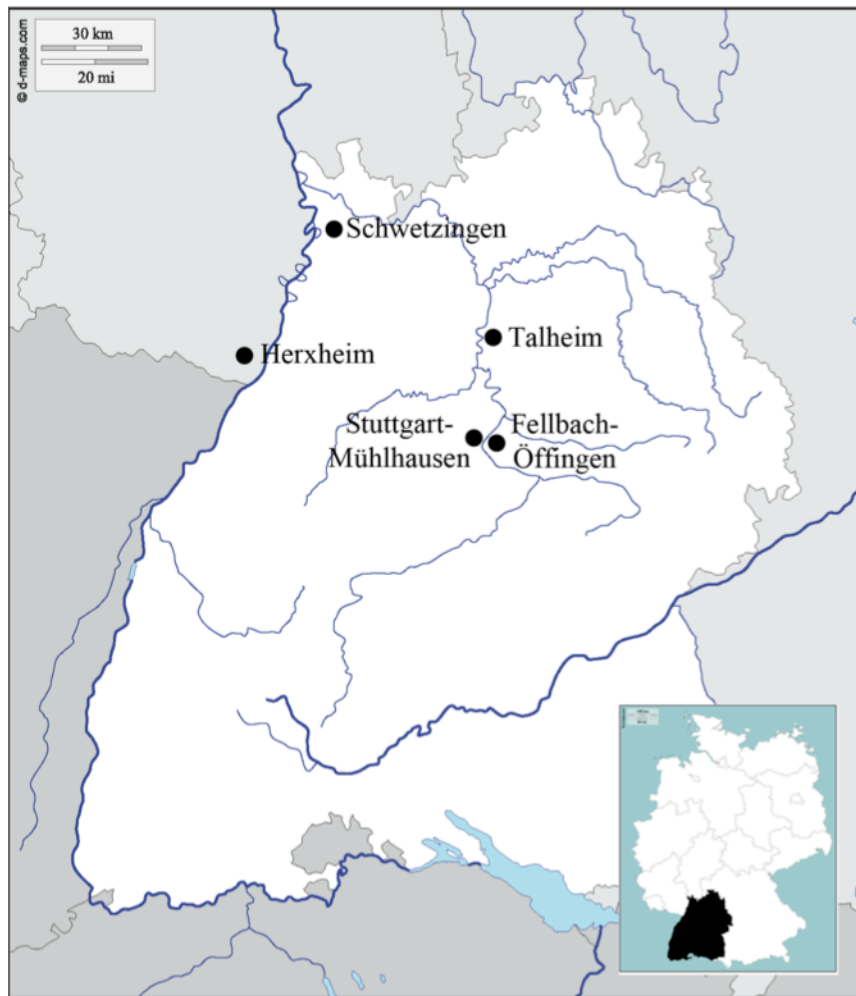 30 km
20 mi
© d-maps.com
Schwetzingen
Talheim
Herxheim
Stuttgart-
Mühlhausen
Fellbach-
Öffingen